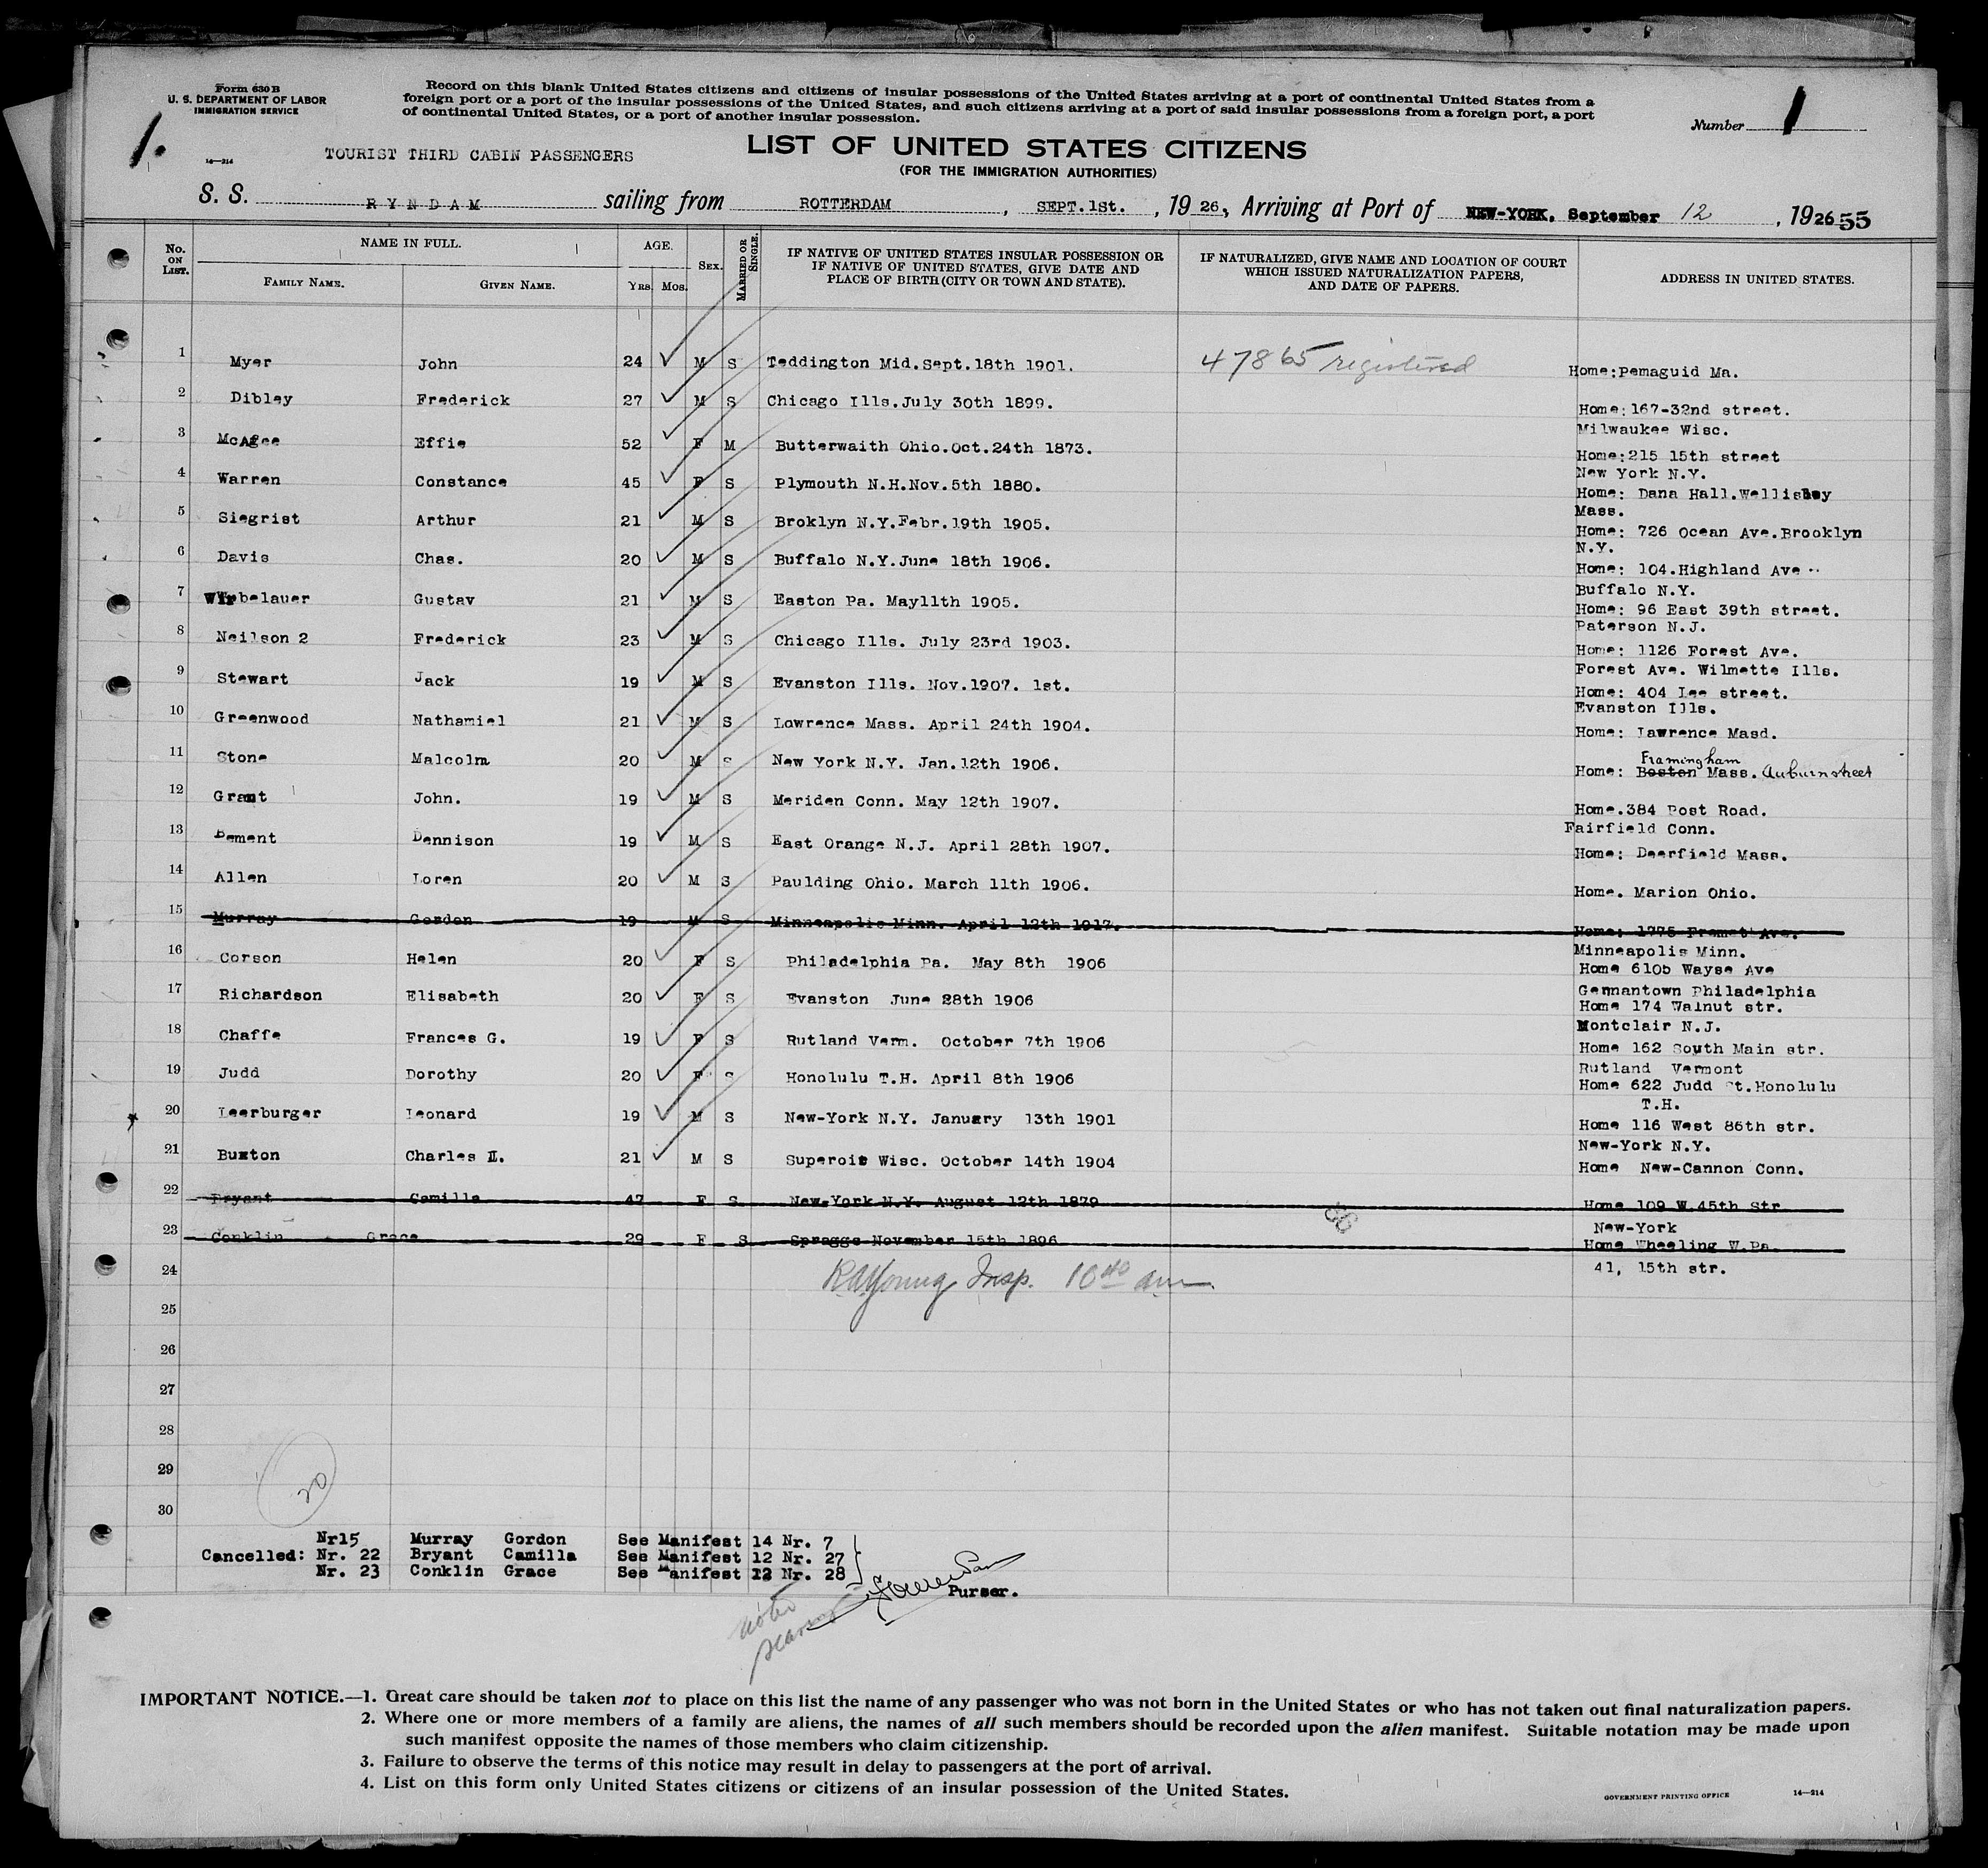 Form 630 B
U. S. DEPARTMENT OF LABOR
IMMIGRATION SERVICE
Record on this blank United States citizens and citizens of insular possessions of the United States arriving at a port of continental United States from a
foreign port or a port of the insular possessions of the United States, and such citizens arriving at a port of said insular possessions from a foreign port, a port
of continental United States, or a port of another insular possession.
Number 1
1.
14—214
TOURIST THIRD CABIN PASSENGERS
LIST OF UNITED STATES CITIZENS
(FOR THE IMMIGRATION AUTHORITIES)
S. S. RYNDAM sailing from ROTTERDAM, SEPT.1st., 1926, Arriving at Port of NEW-YORK, September 12, 1926 55
No. ON LIST. NAME IN FULL. AGE. SEX. MARRIED OR SINGLE. IF NATIVE OF UNITED STATES INSULAR POSSESSION OR IF NATIVE OF UNITED STATES, GIVE DATE AND PLACE OF BIRTH (CITY OR TOWN AND STATE). IF NATURALIZED, GIVE NAME AND LOCATION OF COURT WHICH ISSUED NATURALIZATION PAPERS, AND DATE OF PAPERS. ADDRESS IN UNITED STATES.
FAMILY NAME. GIVEN NAME. YRS. MOS.
1 Myer John 24 M S Teddington Mid.Sept.18th 1901. 47865 registered Home:Pemaguid Ma.
2 Dibley Frederick 27 M S Chicago Ills.July 30th 1899. Home:167-32nd street.
Milwaukee Wisc.
3 McAgee Effie 52 F M Butterwaith Ohio.Oct.24th 1873. Home:215 15th street
New York N.Y.
4 Warren Constance 45 F S Plymouth N.H.Nov.5th 1880. Home: Dana Hall.Wellisley
Mass.
5 Siegrist Arthur 21 M S Broklyn N.Y.Febr.19th 1905. Home: 726 Ocean Ave.Brooklyn
N.Y.
6 Davis Chas. 20 M S Buffalo N.Y.June 18th 1906. Home: 104.Highland Ave
Buffalo N.Y.
7 Wirbelauer Gustav 21 M S Easton Pa. May11th 1905. Home: 96 East 39th street.
Paterson N.J.
8 Neilson 2 Frederick 23 M S Chicago Ills. July 23rd 1903. Home: 1126 Forest Ave.
Forest Ave. Wilmette Ills.
9 Stewart Jack 19 M S Evanston Ills. Nov.1907. 1st. Home: 404 Lee street.
Evanston Ills.
10 Greenwood Nathamiel 21 M S Lawrence Mass. April 24th 1904. Home: Lawrence Masd.
11 Stone Malcolm 20 M S New York N.Y. Jan.12th 1906. Framingham
Home: Boston Mass. Auburn street
12 Grant John. 19 M S Meriden Conn. May 12th 1907. Home.384 Post Road.
Fairfield Conn.
13 Bement Dennison 19 M S East Orange N.J. April 28th 1907. Home: Deerfield Mass.
14 Allen Loren 20 M S Paulding Ohio. March 11th 1906. Home. Marion Ohio.
15 Murray Gordon 19 M S Minneapolis Minn. April 12th 1917. Home: 1775 Ave.
Minneapolis Minn.
16 Corson Helen 20 F S Philadelphia Pa. May 8th 1906 Home 6105 Wayse Ave
Germantown Philadelphia
17 Richardson Elisabeth 20 F S Evanston June 28th 1906 Home 174 Walnut str.
Montclair N.J.
18 Chaffe Frances G. 19 F S Rutland Verm. October 7th 1906 Home 162 South Main str.
Rutland Vermont
19 Judd Dorothy 20 F S Honolulu T.H. April 8th 1906 Home 622 Judd St.Honolulu
T.H.
20 Leerburger Leonard 19 M S New-York N.Y. January 13th 1901 Home 116 West 86th str.
New-York N.Y.
21 Buxton Charles II. 21 M S Superois Wisc. October 14th 1904 Home New-Cannon Conn.
22 Bryant Camilla 47 F S New-York N.Y. August 12th 1879 Home 109 W.45th Str
New-York
23 Conklin Grace 29 F S Spraggs November 15th 1896 Home Wheeling W.Pa.
41, 15th str.
24 R.A.Young Insp. 10 40 am
25
26
27
28
29
30
20
Nr15 Murray Gordon See Manifest 14 Nr. 7
Cancelled: Nr. 22 Bryant Camilla See Manifest 12 Nr. 27
Nr. 23 Conklin Grace See Manifest 12 Nr. 28
Purser.
IMPORTANT NOTICE.—1. Great care should be taken not to place on this list the name of any passenger who was not born in the United States or who has not taken out final naturalization papers.
2. Where one or more members of a family are aliens, the names of all such members should be recorded upon the alien manifest. Suitable notation may be made upon
such manifest opposite the names of those members who claim citizenship.
3. Failure to observe the terms of this notice may result in delay to passengers at the port of arrival.
4. List on this form only United States citizens or citizens of an insular possession of the United States.
GOVERNMENT PRINTING OFFICE 14—214